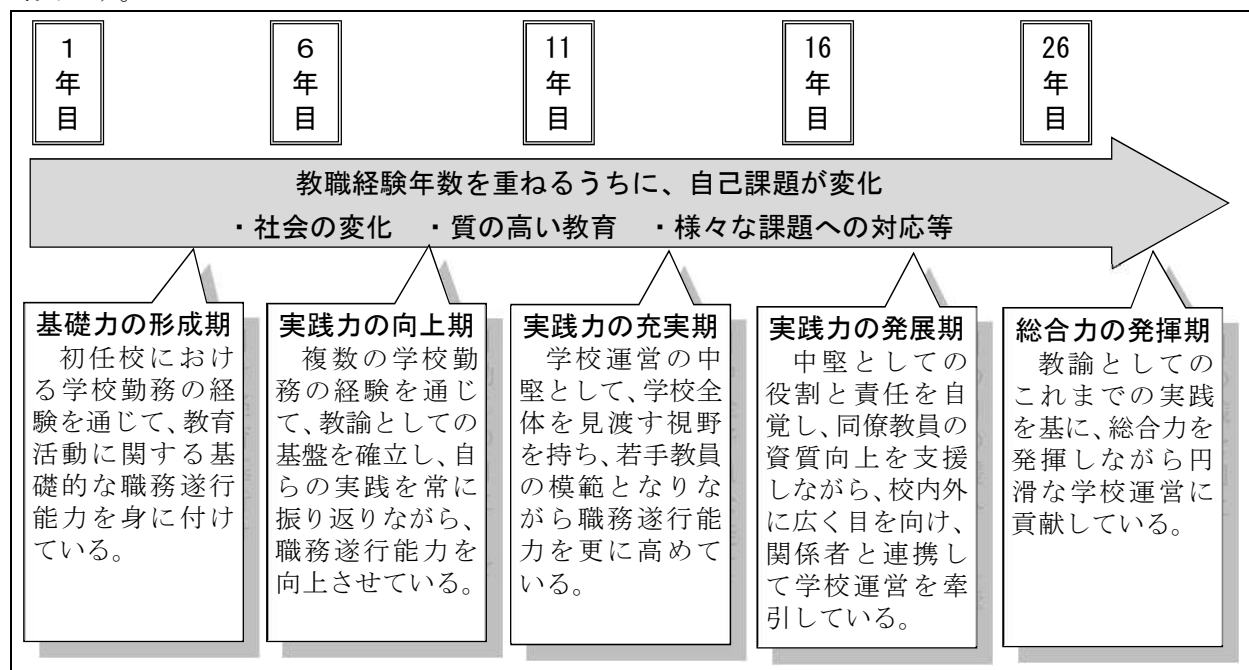 1年目
6年目
11年目
16年目
26年目
教職経験年数を重ねるうちに、自己課題が変化
・社会の変化　・質の高い教育　・様々な課題への対応等
基礎力の形成期
初任校におけ
る学校勤務の経
験を通じて、教育
活動に関する基
礎的な職務遂行
能力を身に付け
ている。
実践力の向上期
複数の学校勤
務の経験を通じ
て、教諭としての
基盤を確立し、自
らの実践を常に
振り返りながら、
職務遂行能力を
向上させている。
実践力の充実期
学校運営の中
堅として、学校全
体を見渡す視野
を持ち、若手教員
の模範となりな
がら職務遂行能
力を更に高めて
いる。
実践力の発展期
中堅としての
役割と責任を自
覚し、同僚教員の
資質向上を支援
しながら、校内外
に広く目を向け、
関係者と連携し
て学校運営を牽
引している。
総合力の発揮期
教諭としての
これまでの実践
を基に、総合力を
発揮しながら円
滑な学校運営に
貢献している。